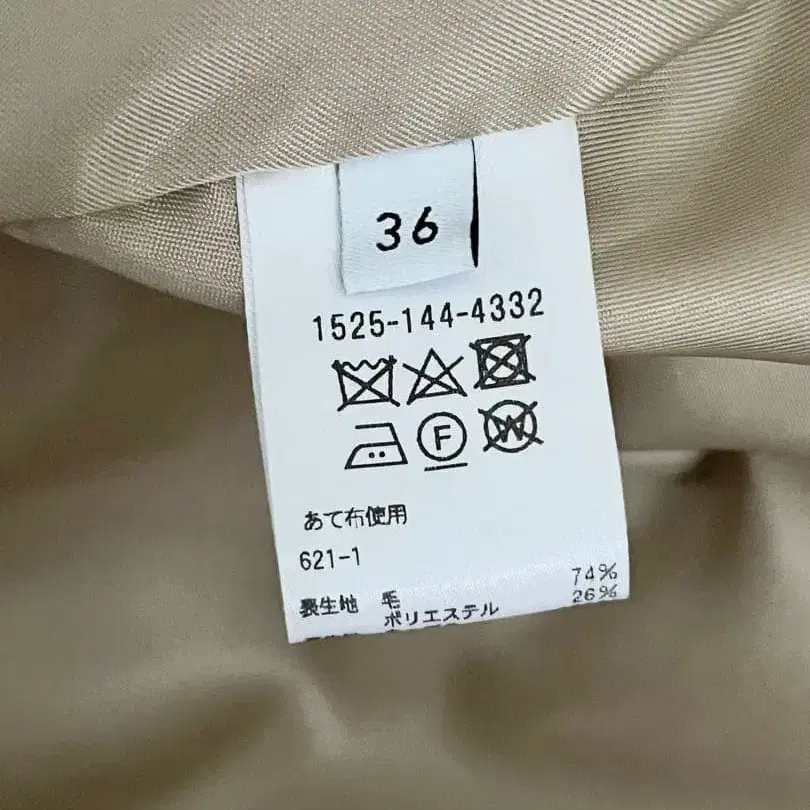 36
1525-144-4332
F
W
あて布使用
621-1
表生地 毛 74%
ポリエステル 26%